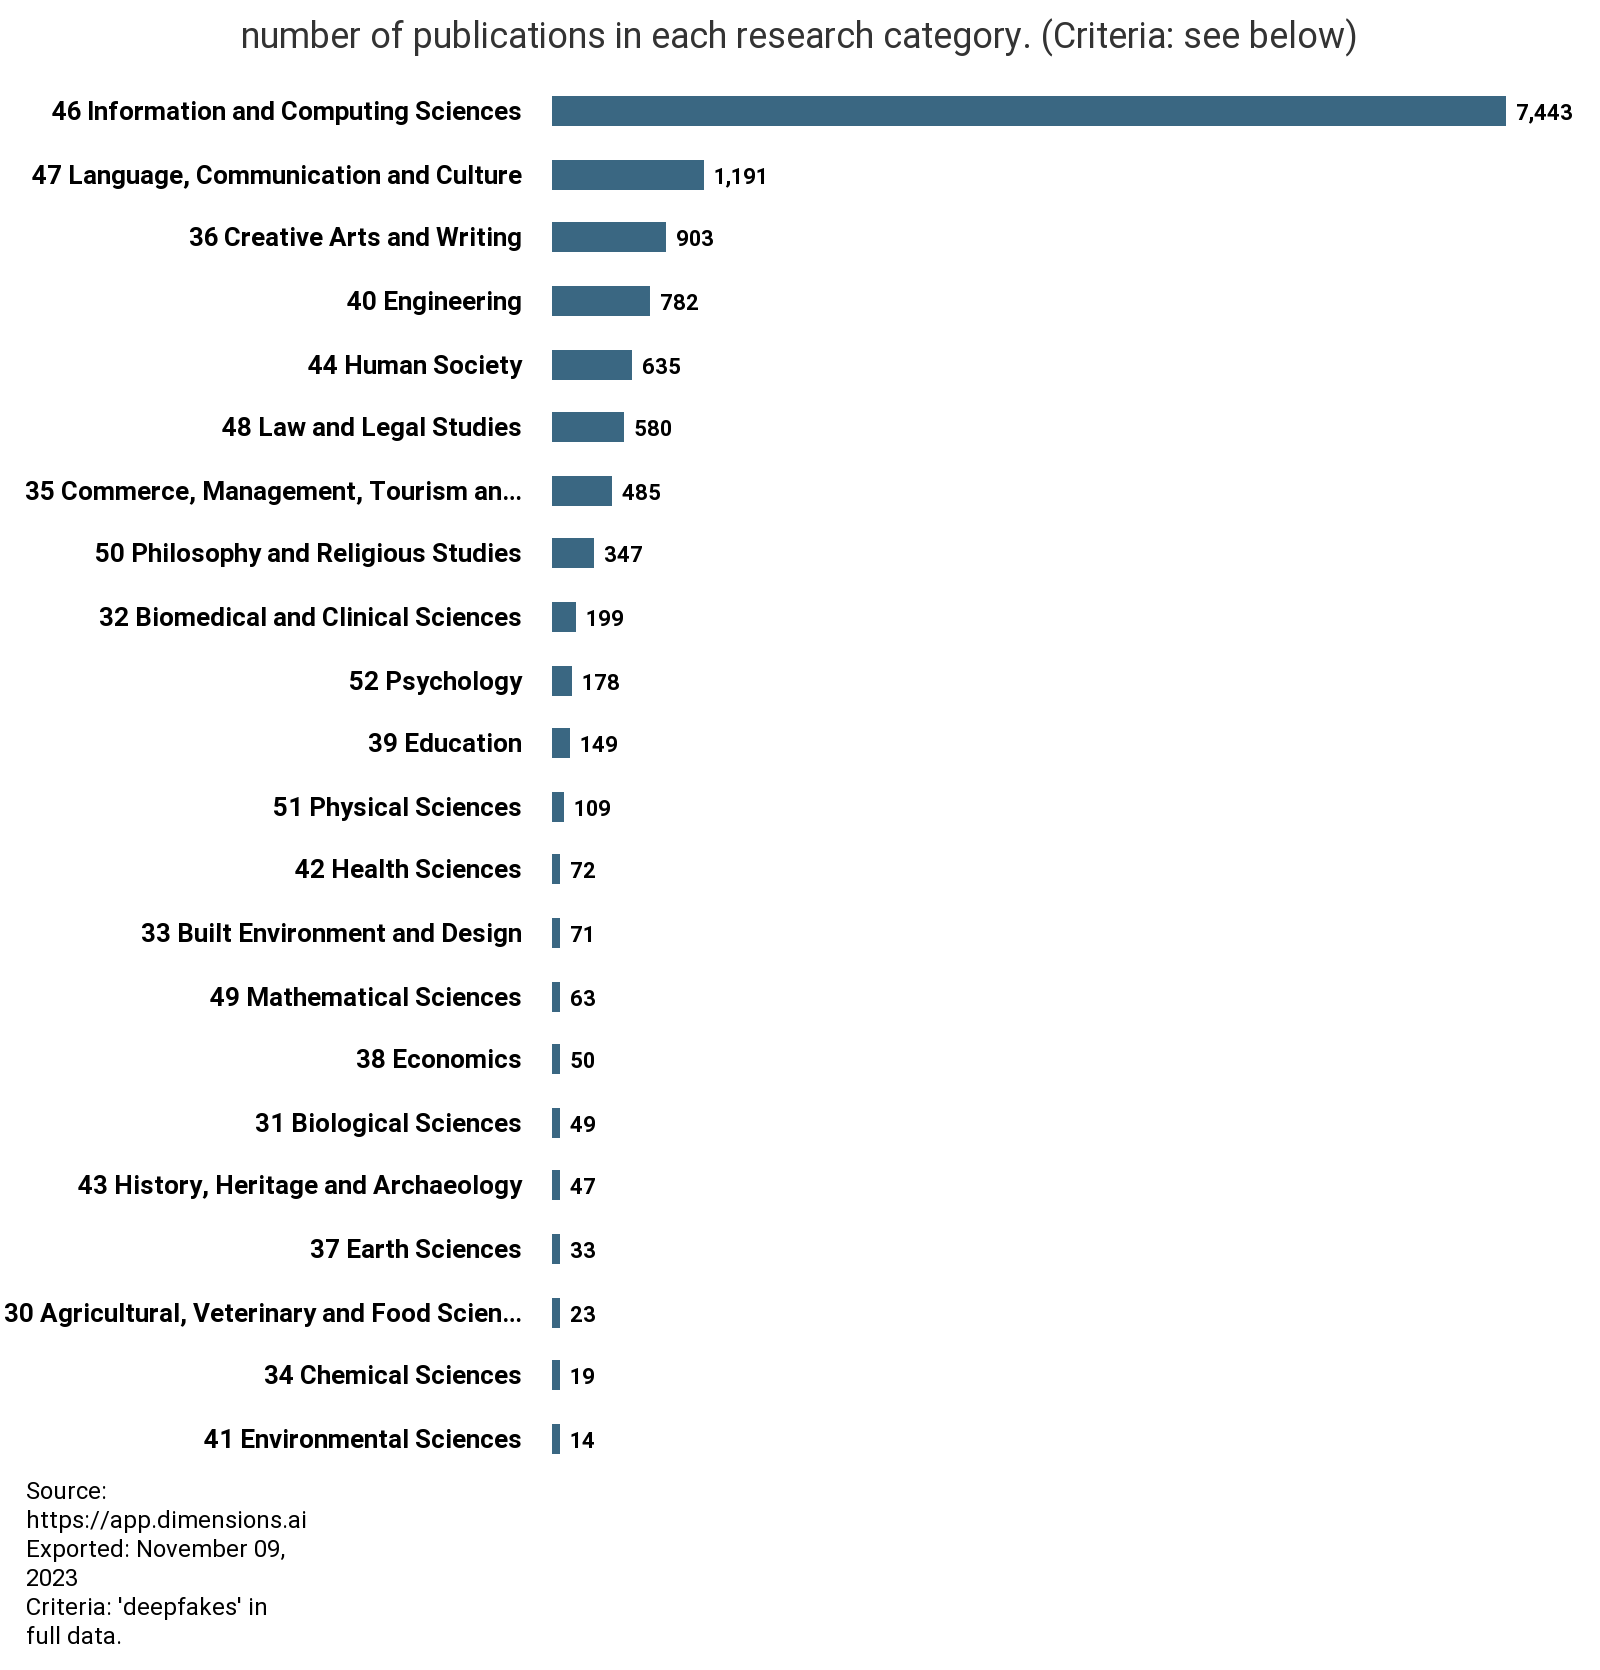 number of publications in each research category. (Criteria: see below)
46 Information and Computing Sciences 7,443
47 Language, Communication and Culture 1,191
36 Creative Arts and Writing 903
40 Engineering 782
44 Human Society 635
48 Law and Legal Studies 580
35 Commerce, Management, Tourism an... 485
50 Philosophy and Religious Studies 347
32 Biomedical and Clinical Sciences 199
52 Psychology 178
39 Education 149
51 Physical Sciences 109
42 Health Sciences 72
33 Built Environment and Design 71
49 Mathematical Sciences 63
38 Economics 50
31 Biological Sciences 49
43 History, Heritage and Archaeology 47
37 Earth Sciences 33
30 Agricultural, Veterinary and Food Scien... 23
34 Chemical Sciences 19
41 Environmental Sciences 14
Source:
https://app.dimensions.ai
Exported: November 09,
2023
Criteria: 'deepfakes' in
full data.